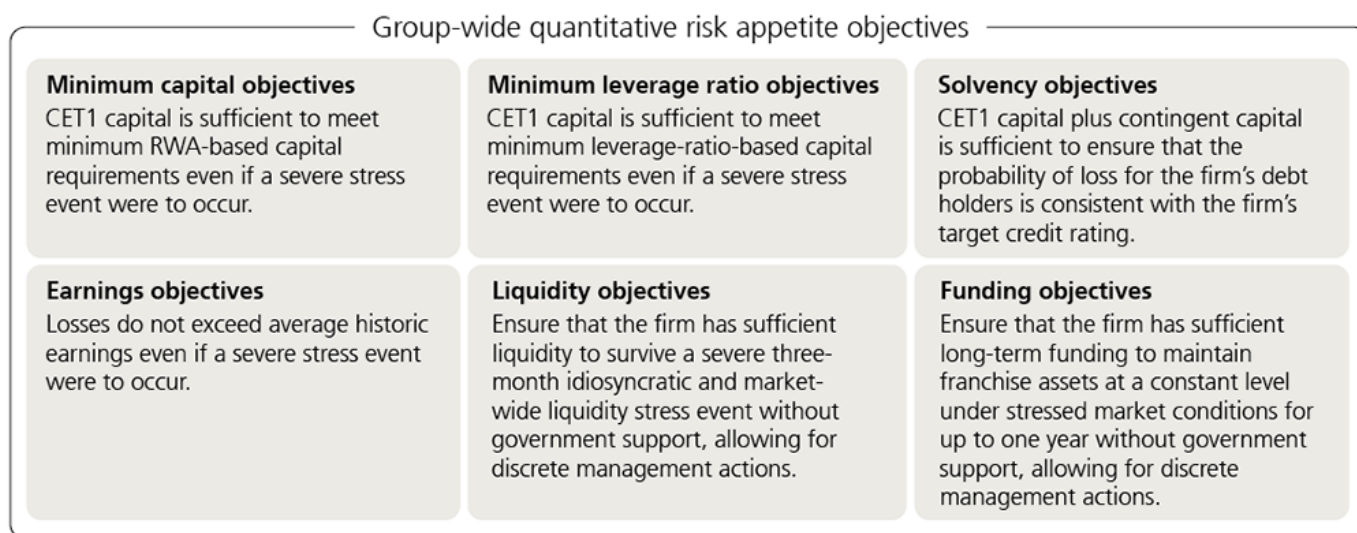 Group-wide quantitative risk appetite objectives
Minimum capital objectives
CET1 capital is sufficient to meet
minimum RWA-based capital
requirements even if a severe stress
event were to occur.
Minimum leverage ratio objectives
CET1 capital is sufficient to meet
minimum leverage-ratio-based capital
requirements even if a severe stress
event were to occur.
Solvency objectives
CET1 capital plus contingent capital
is sufficient to ensure that the
probability of loss for the firm’s debt
holders is consistent with the firm’s
target credit rating.
Earnings objectives
Losses do not exceed average historic
earnings even if a severe stress event
were to occur.
Liquidity objectives
Ensure that the firm has sufficient
liquidity to survive a severe three-
month idiosyncratic and market-
wide liquidity stress event without
government support, allowing for
discrete management actions.
Funding objectives
Ensure that the firm has sufficient
long-term funding to maintain
franchise assets at a constant level
under stressed market conditions for
up to one year without government
support, allowing for discrete
management actions.